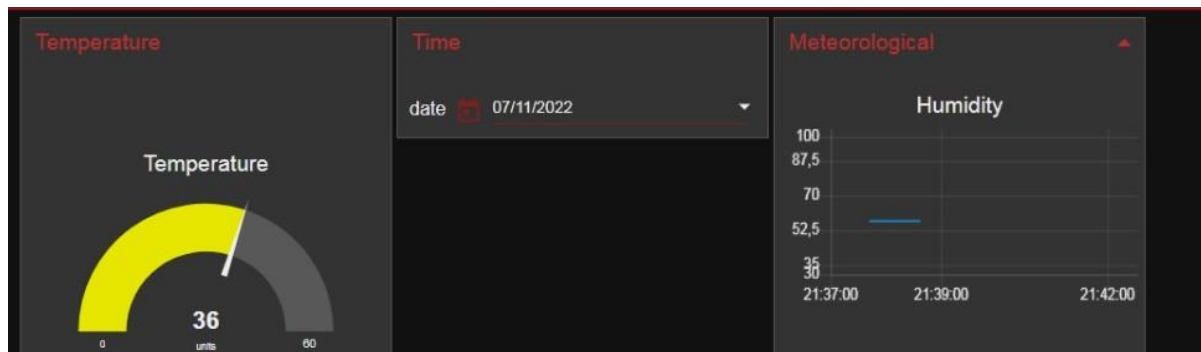 Temperature
Temperature
36
0
units
60
Time
date 07/11/2022
Meteorological
Humidity
100
87,5
70
52,5
35
30
21:37:00 21:39:00 21:42:00